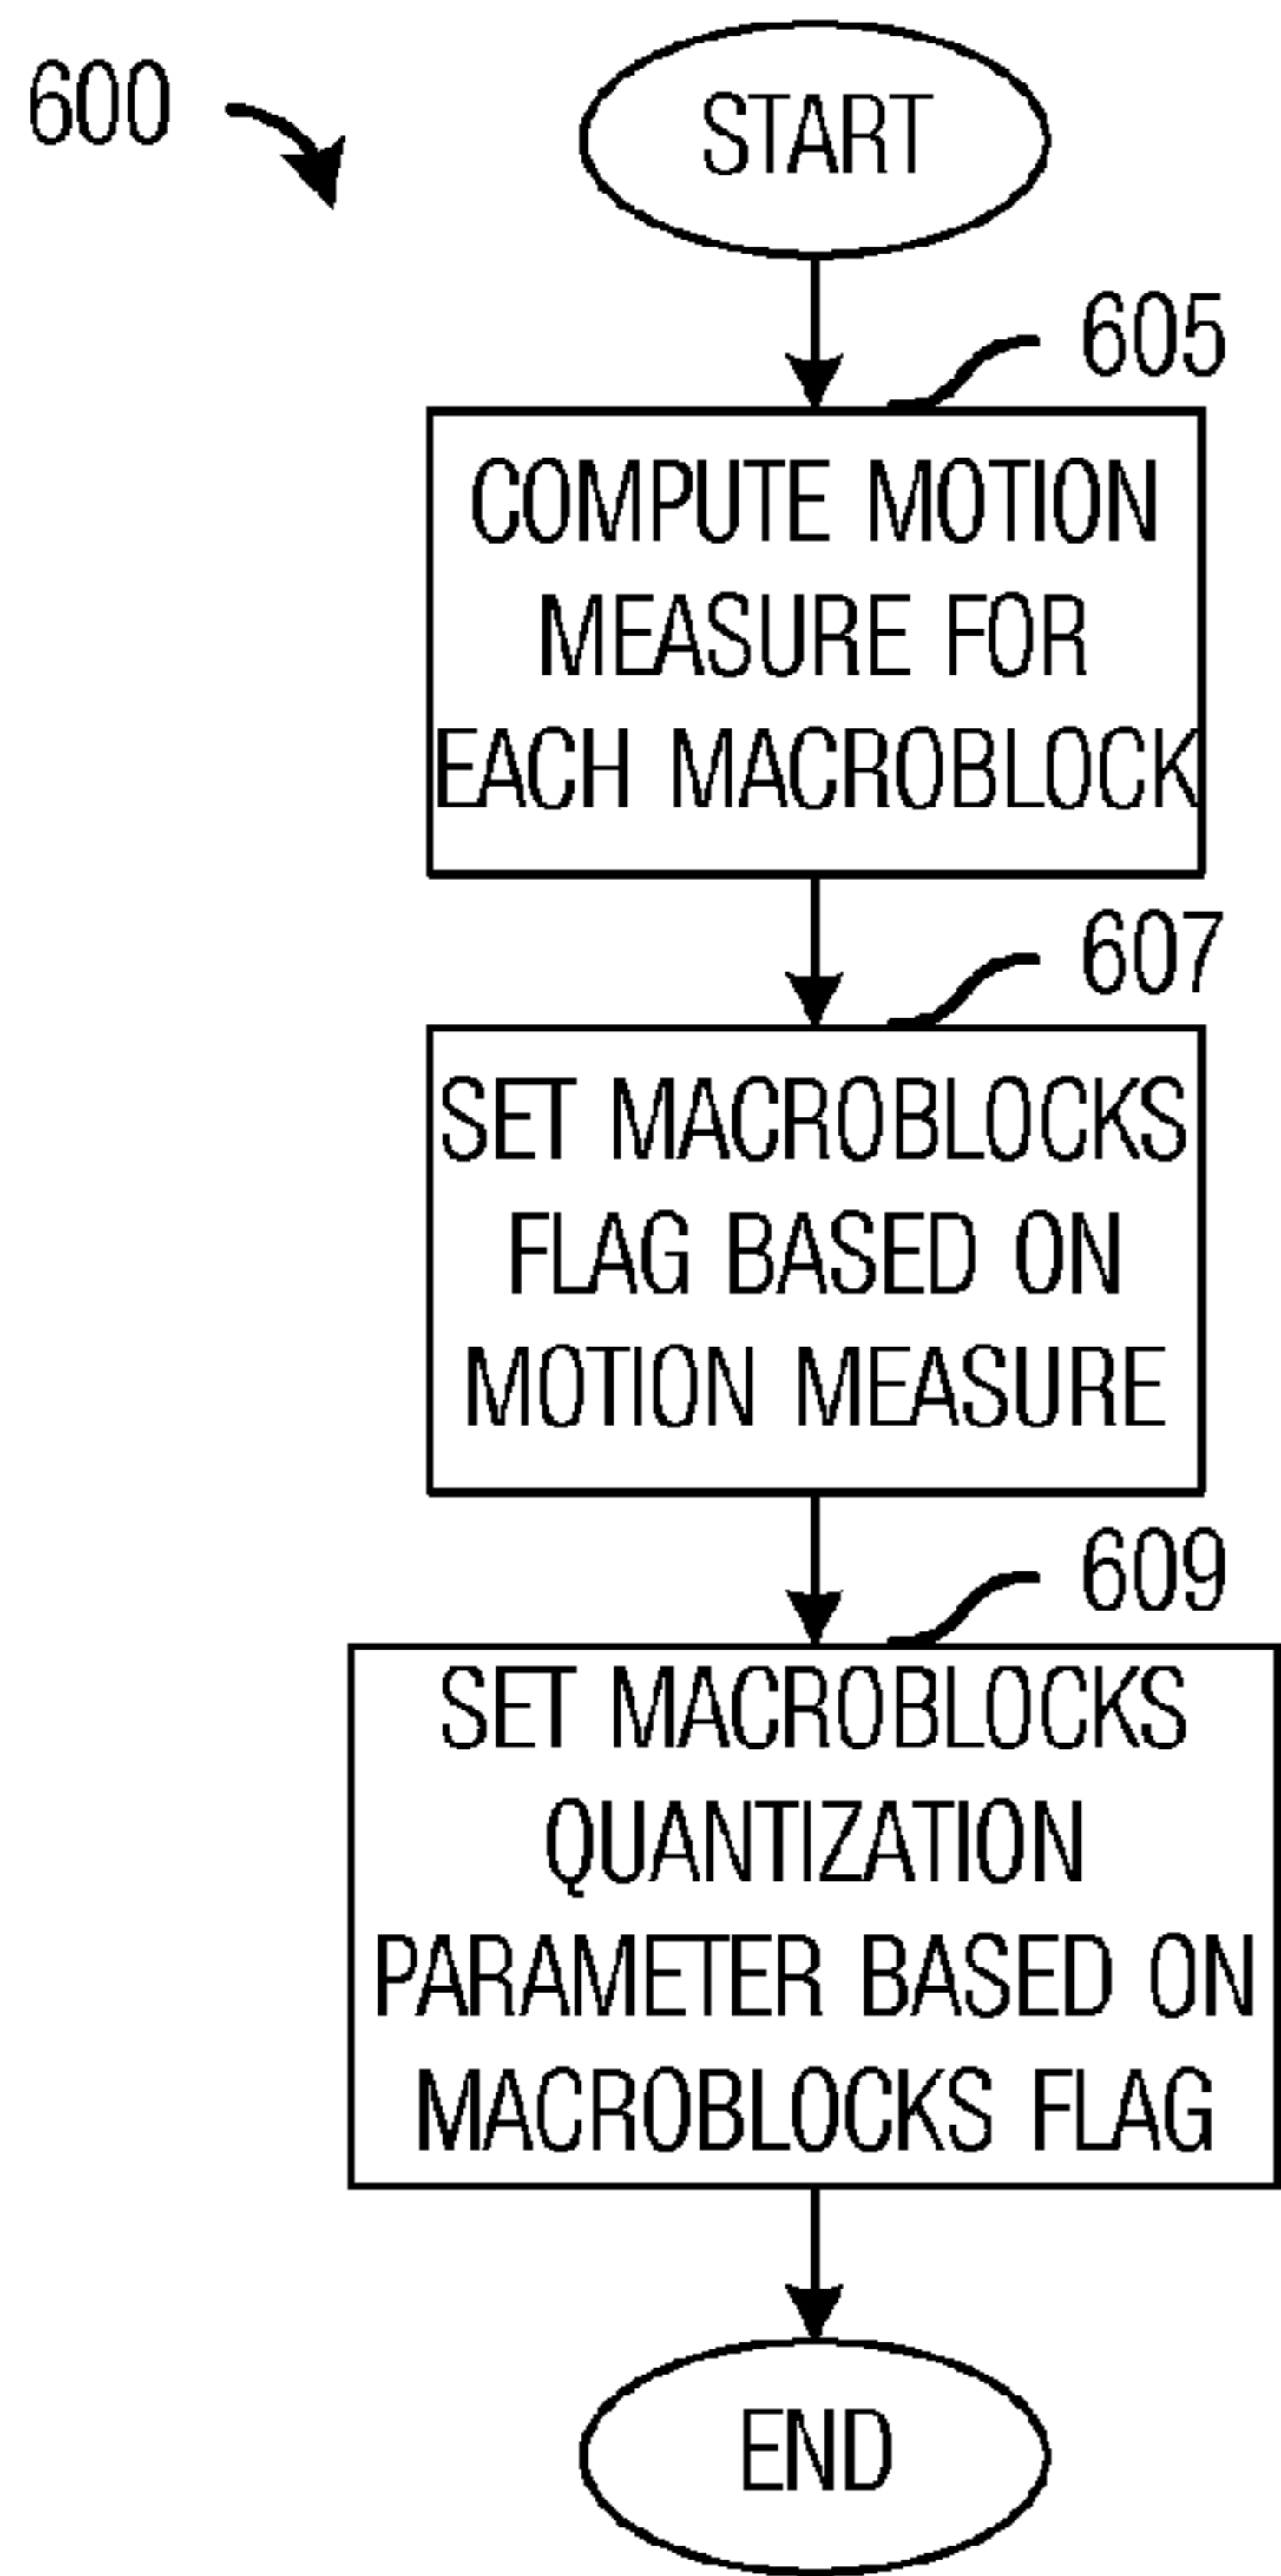 600
START
605
COMPUTE MOTION
MEASURE FOR
EACH MACROBLOCK
607
SET MACROBLOCKS
FLAG BASED ON
MOTION MEASURE
609
SET MACROBLOCKS
QUANTIZATION
PARAMETER BASED ON
MACROBLOCKS FLAG
END